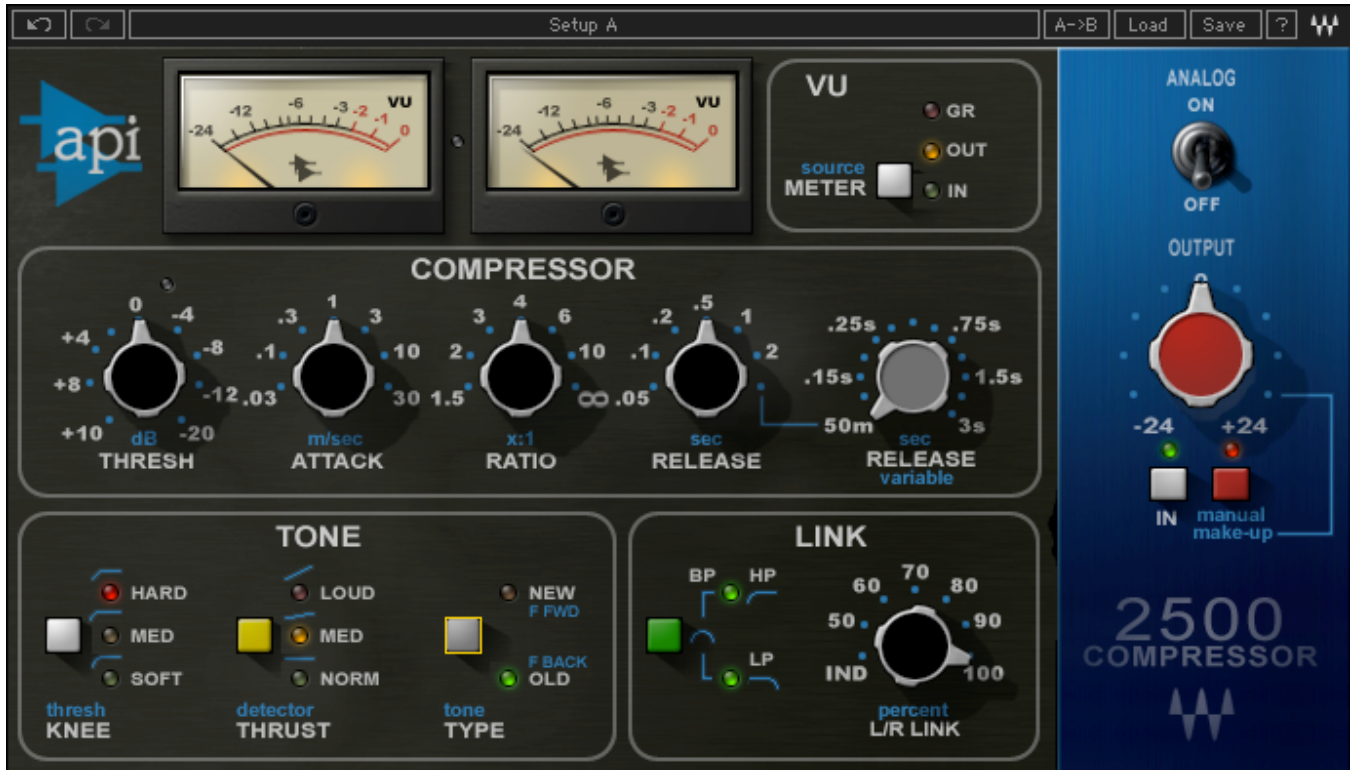 Setup A A->B Load Save ?
api
-24 -12 -6 -3 -2 -1 0 VU
-24 -12 -6 -3 -2 -1 0 VU
VU
GR
OUT
IN
source
METER
ANALOG
ON
OFF
OUTPUT
0
-24 +24
IN
manual
make-up
2500
COMPRESSOR
COMPRESSOR
+10 +8 +4 0 -4 -8 -12 -20
dB
THRESH
.03 .1 .3 1 3 10 30
m/sec
ATTACK
1.5 2 3 4 6 10 ∞
x:1
RATIO
.05 .1 .2 .5 1 2
sec
RELEASE
50m .15s .25s .75s 1.5s 3s
sec
RELEASE
variable
TONE
HARD
MED
SOFT
thresh
KNEE
LOUD
MED
NORM
detector
THRUST
NEW
F FWD
F BACK
OLD
tone
TYPE
LINK
BP HP
LP
IND 50 60 70 80 90 100
percent
L/R LINK